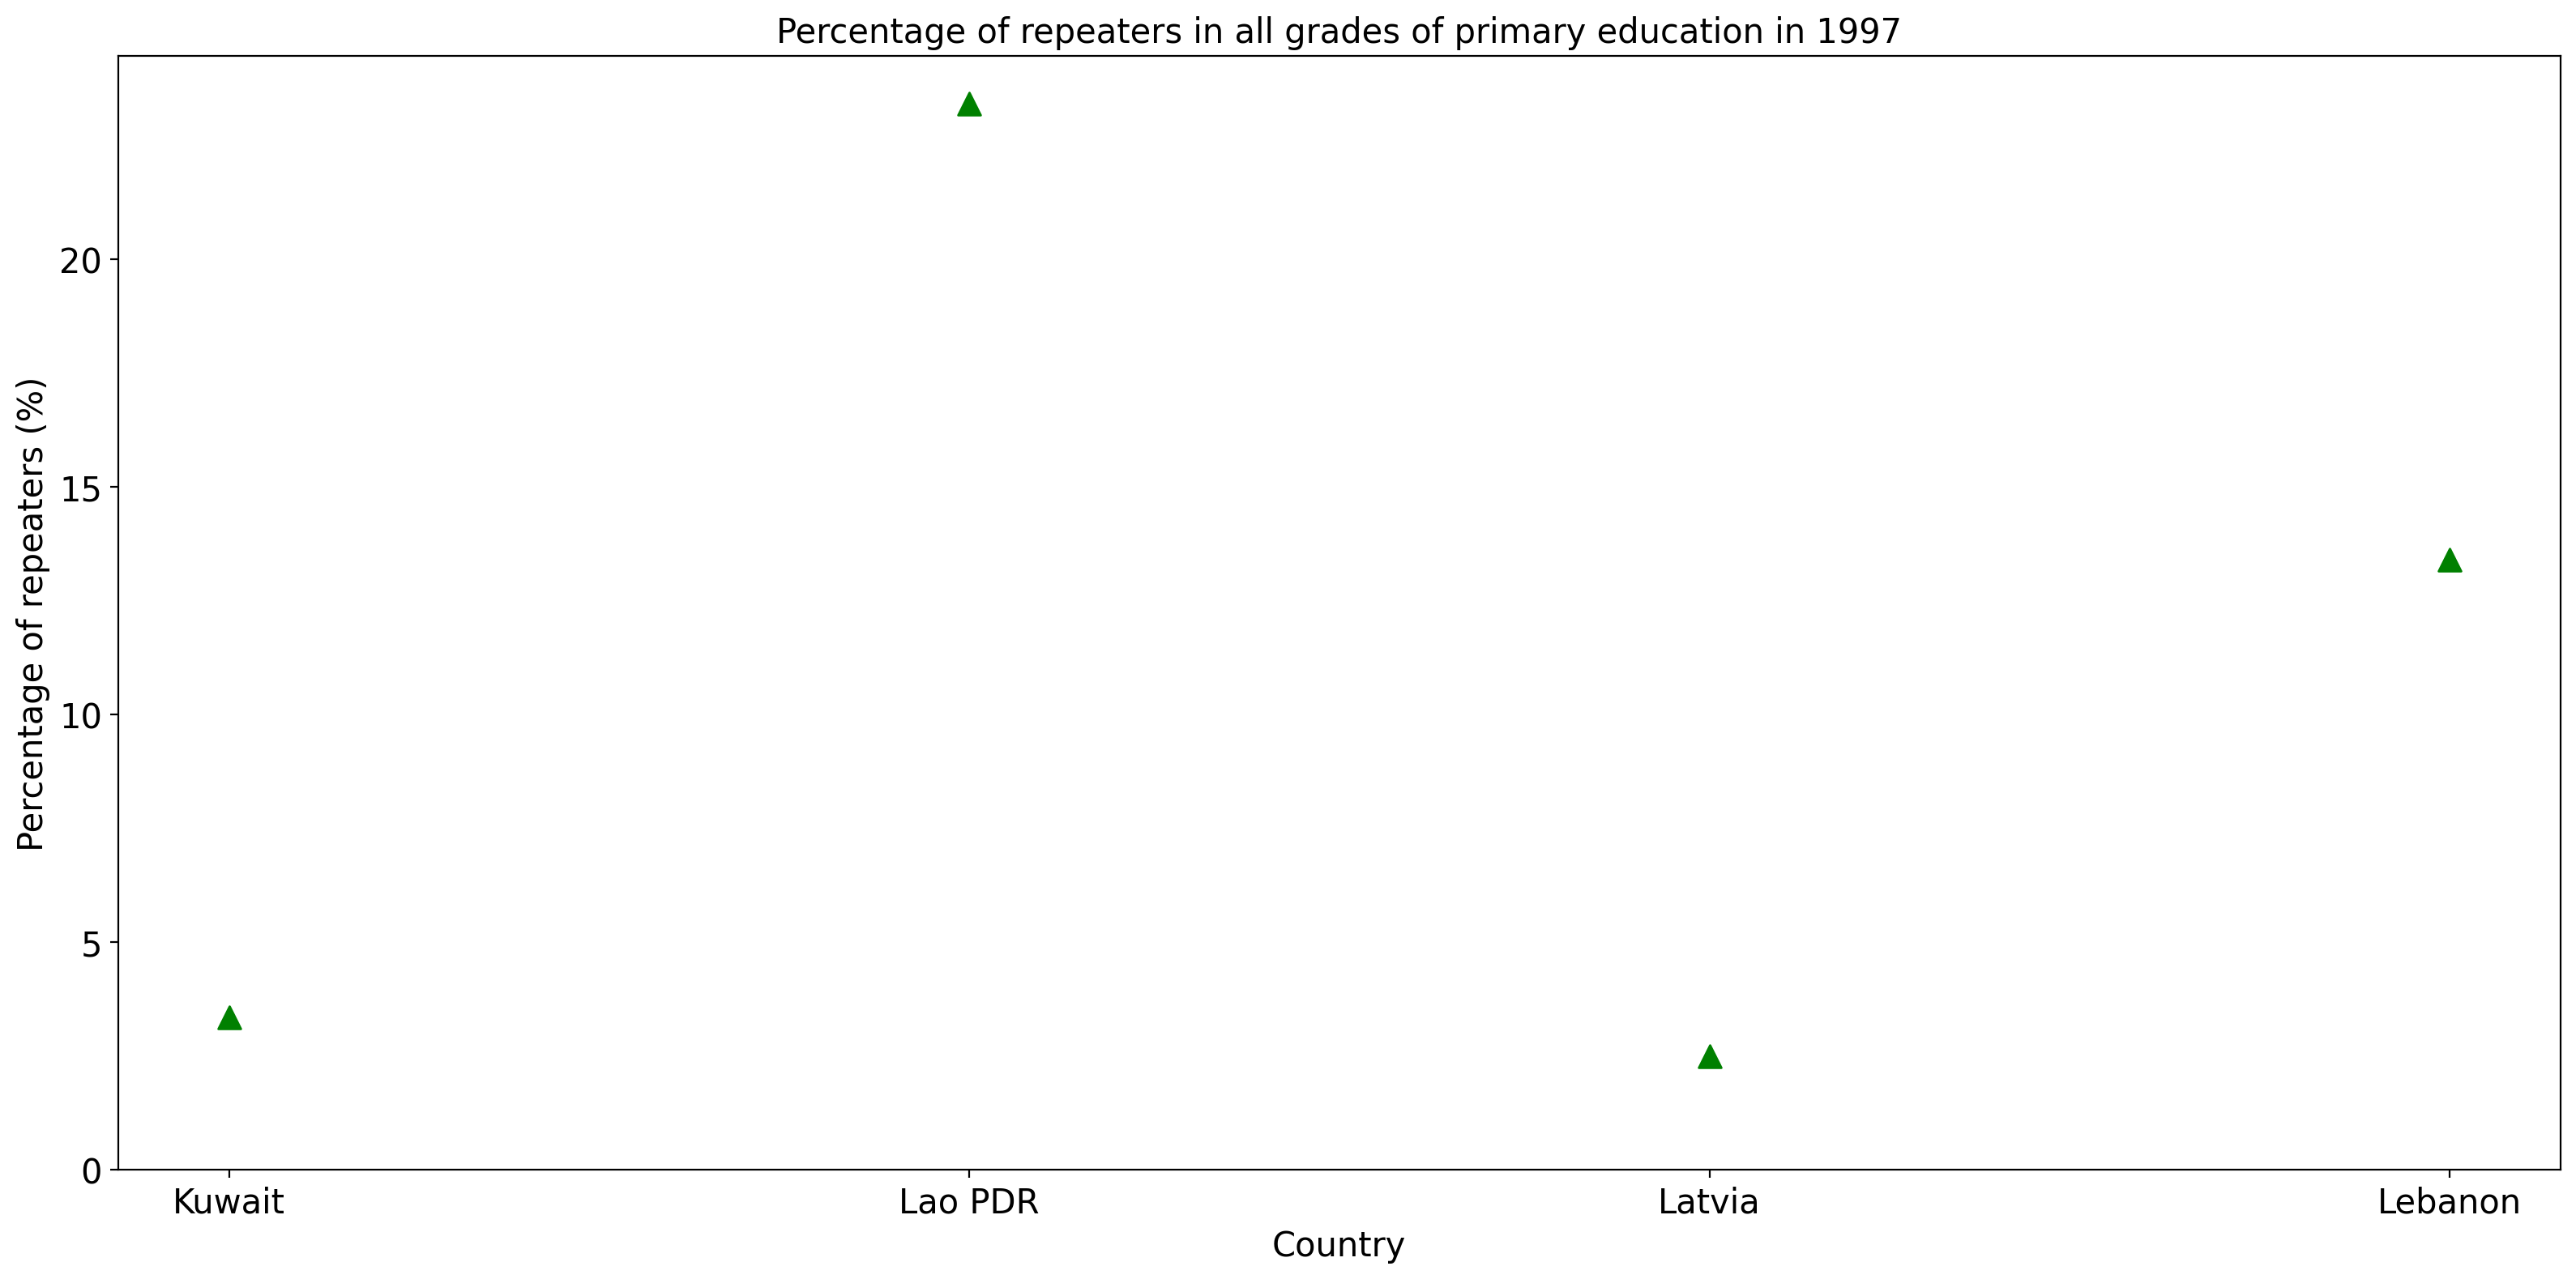 Percentage of repeaters in all grades of primary education in 1997
Percentage of repeaters (%)
20
15
10
5
0
Kuwait Lao PDR Latvia Lebanon
Country